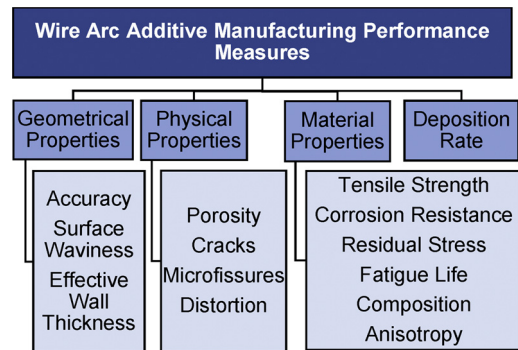 Wire Arc Additive Manufacturing Performance
Measures
Geometrical
Properties
Physical
Properties
Material
Properties
Deposition
Rate
Accuracy
Surface
Waviness
Effective
Wall
Thickness
Porosity
Cracks
Microfissures
Distortion
Tensile Strength
Corrosion Resistance
Residual Stress
Fatigue Life
Composition
Anisotropy